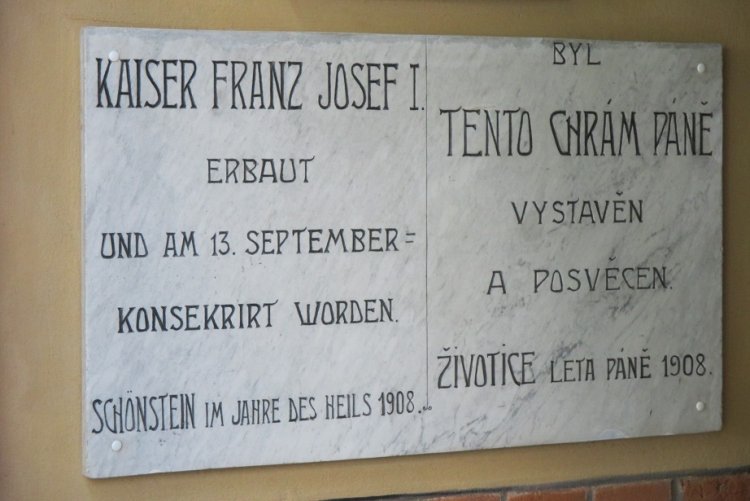 KAISER FRANZ JOSEF I.
ERBAUT
UND AM 13. SEPTEMBER =
KONSEKRIRT WORDEN.
SCHÖNSTEIN IM JAHRE DES HEILS 1908.
BYL
TENTO CHRÁM PÁNĚ
VYSTAVĚN
A POSVĚCEN.
ŽIVOTICE LETA PÁNĚ 1908.